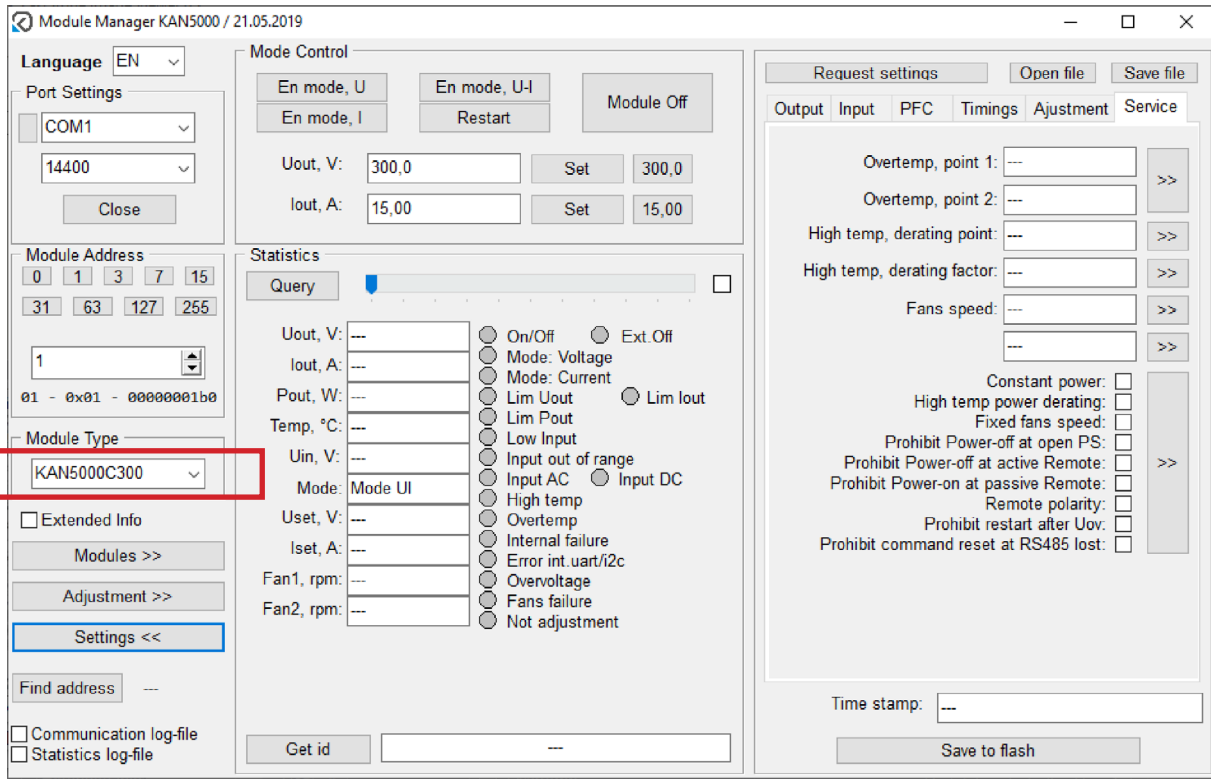 Module Manager KAN5000 / 21.05.2019
Language EN
Port Settings
COM1
14400
Close
Module Address
0 1 3 7 15
31 63 127 255
1
01 - 0x01 - 00000001b0
Module Type
KAN5000C300
Extended Info
Modules >>
Adjustment >>
Settings <<
Find address ---
Communication log-file
Statistics log-file
Mode Control
En mode, U En mode, U-I Module Off
En mode, I Restart
Uout, V: 300,0 Set 300,0
Iout, A: 15,00 Set 15,00
Statistics
Query
Uout, V: ---
Iout, A: ---
Pout, W: ---
Temp, °C: ---
Uin, V: ---
Mode: Mode UI
Uset, V: ---
Iset, A: ---
Fan1, rpm: ---
Fan2, rpm: ---
On/Off Ext.Off
Mode: Voltage
Mode: Current
Lim Uout Lim Iout
Lim Pout
Low Input
Input out of range
Input AC Input DC
High temp
Overtemp
Internal failure
Error int.uart/i2c
Overvoltage
Fans failure
Not adjustment
Get id ---
Request settings Open file Save file
Output Input PFC Timings Ajustment Service
Overtemp, point 1: ---
>>
Overtemp, point 2: ---
High temp, derating point: --- >>
High temp, derating factor: --- >>
Fans speed: --- >>
--- >>
Constant power:
High temp power derating:
Fixed fans speed:
Prohibit Power-off at open PS:
Prohibit Power-off at active Remote: >>
Prohibit Power-on at passive Remote:
Remote polarity:
Prohibit restart after Uov:
Prohibit command reset at RS485 lost:
Time stamp: ---
Save to flash